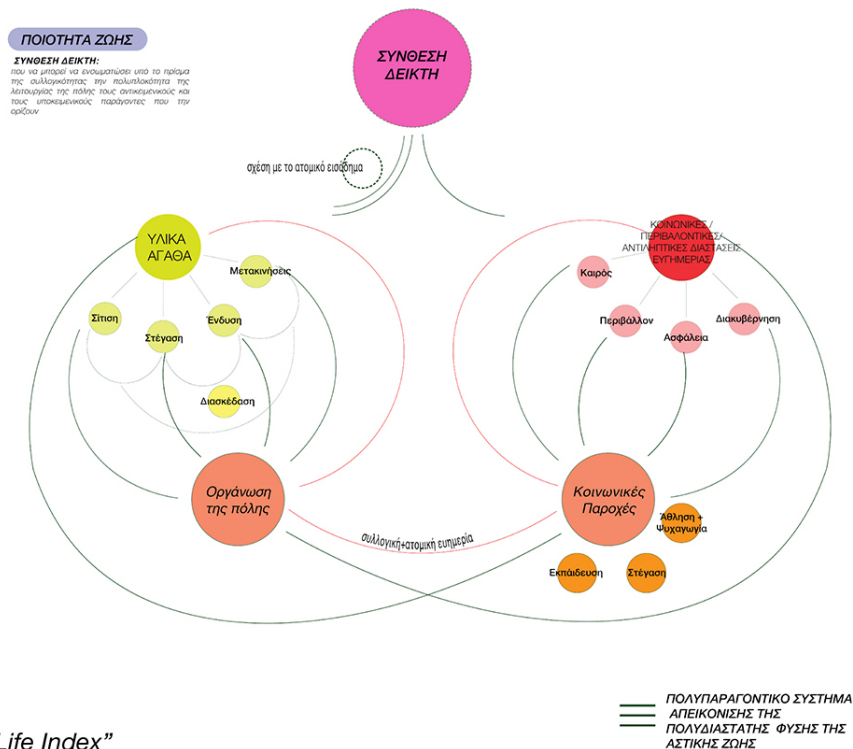 ΠΟΙΟΤΗΤΑ ΖΩΗΣ
ΣΥΝΘΕΣΗ ΔΕΙΚΤΗ:
που να μπορεί να ενσωματώσει υπό το πρίσμα
της συλλογικότητας την πολυπλοκότητα της
λειτουργίας της πόλης τους αντικειμενικούς και
τους υποκειμενικούς παράγοντες που την
ορίζουν
ΣΥΝΘΕΣΗ
ΔΕΙΚΤΗ
σχέση με το ατομικό εισόδημα
ΥΛΙΚΑ
ΑΓΑΘΑ
Μετακινήσεις
Σίτιση
Στέγαση
Ένδυση
Διασκέδαση
ΚΟΙΝΩΝΙΚΕΣ /
ΠΕΡΙΒΑΛΟΝΤΙΚΕΣ/
ΑΝΤΙΛΗΠΤΙΚΕΣ ΔΙΑΣΤΑΣΕΙΣ
ΕΥΓΗΜΕΡΙΑΣ
Καιρός
Περιβάλλον
Ασφάλεια
Διακυβέρνηση
Οργάνωση
της πόλης
Κοινωνικές
Παροχές
συλλογική+ατομική ευημερία
Άθληση +
Ψυχαγωγία
Εκπάιδευση
Στέγαση
ΠΟΛΥΠΑΡΑΓΟΝΤΙΚΟ ΣΥΣΤΗΜΑ
ΑΠΕΙΚΟΝΙΣΗΣ ΤΗΣ
ΠΟΛΥΔΙΑΣΤΑΤΗΣ ΦΥΣΗΣ ΤΗΣ
ΑΣΤΙΚΗΣ ΖΩΗΣ
Life Index”